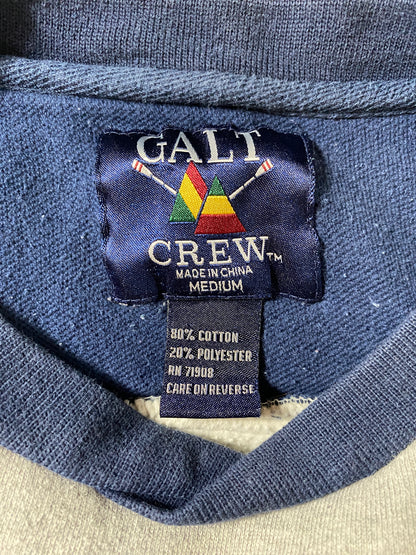 GALT
CREW™
MADE IN CHINA
MEDIUM
80% COTTON
20% POLYESTER
RN 71908
CARE ON REVERSE